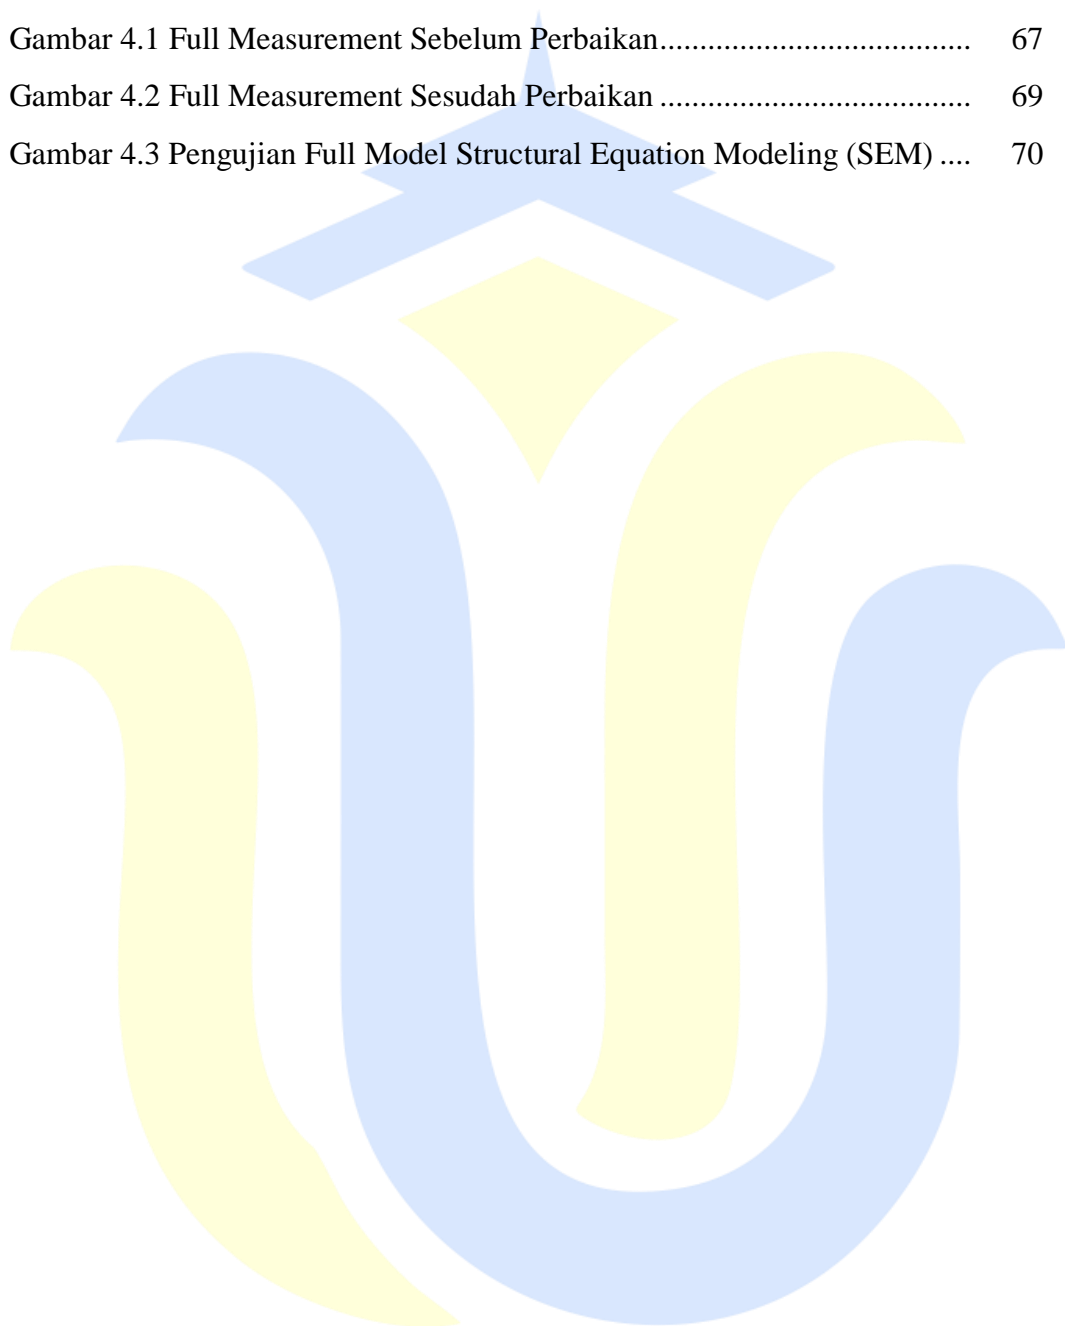 Gambar 4.1 Full Measurement Sebelum Perbaikan..................................... 67
Gambar 4.2 Full Measurement Sesudah Perbaikan ..................................... 69
Gambar 4.3 Pengujian Full Model Structural Equation Modeling (SEM) .... 70